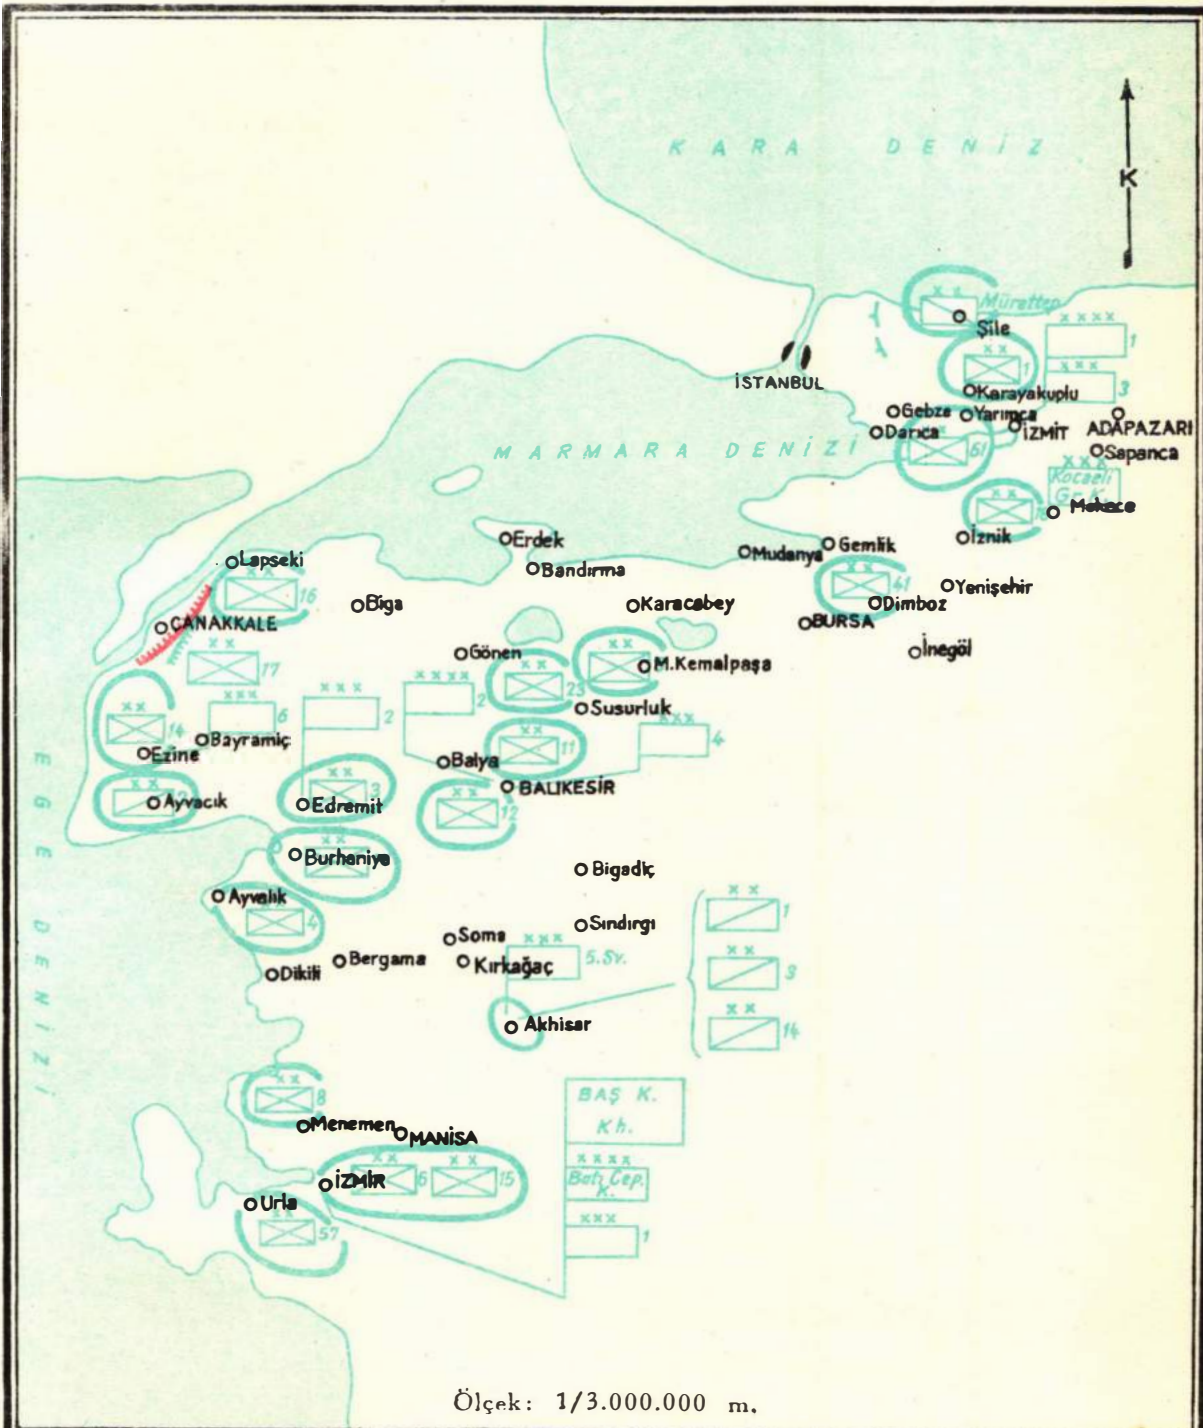 KARA DENİZ
K
x x
Mürettep
Şile
x x x x
1
x x
1
Karayakuplu
x x x
3
İSTANBUL
Gebze
Yarımca
İZMİT
ADAPAZARI
Darıca
61
Sapanca
MARMARA DENİZİ
x x x
Kocaeli
Gr. K.
x x
Mekece
İznik
Erdek
Mudanya
Gemlik
Bandırma
Lapseki
x x
16
x x
41
Yenişehir
Biga
Karacabey
Dimboz
ÇANAKKALE
BURSA
İnegöl
x x
17
Gönen
x x
23
x x
M.Kemalpaşa
Susurluk
x x x
6
x x x
2
x x x x
2
x x
14
Bayramiç
Ezine
x x
11
x x x
4
Balya
x x
Ayvacık
Edremit
3
BALIKESİR
x x
12
EGE DENİZİ
x x
Burhaniye
Bigadiç
Ayvalık
x x
4
x x
1
Sındırgı
Soma
x x x
5.Sv.
Bergama
Kırkağaç
Dikili
x x
3
x x
14
Akhisar
x x
8
BAŞ K.
Kh.
Menemen
MANİSA
x x
6
x x
15
x x x x
Batı Cep.
K.
İZMİR
Urla
x x
57
x x x
1
Ölçek: 1/3.000.000 m.